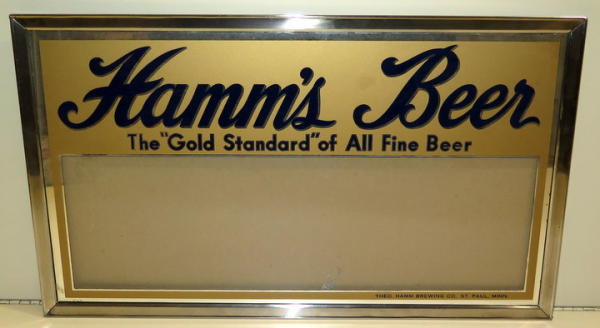 Hamm's Beer
The "Gold Standard" of All Fine Beer
THEO. HAMM BREWING CO. ST. PAUL, MINN.